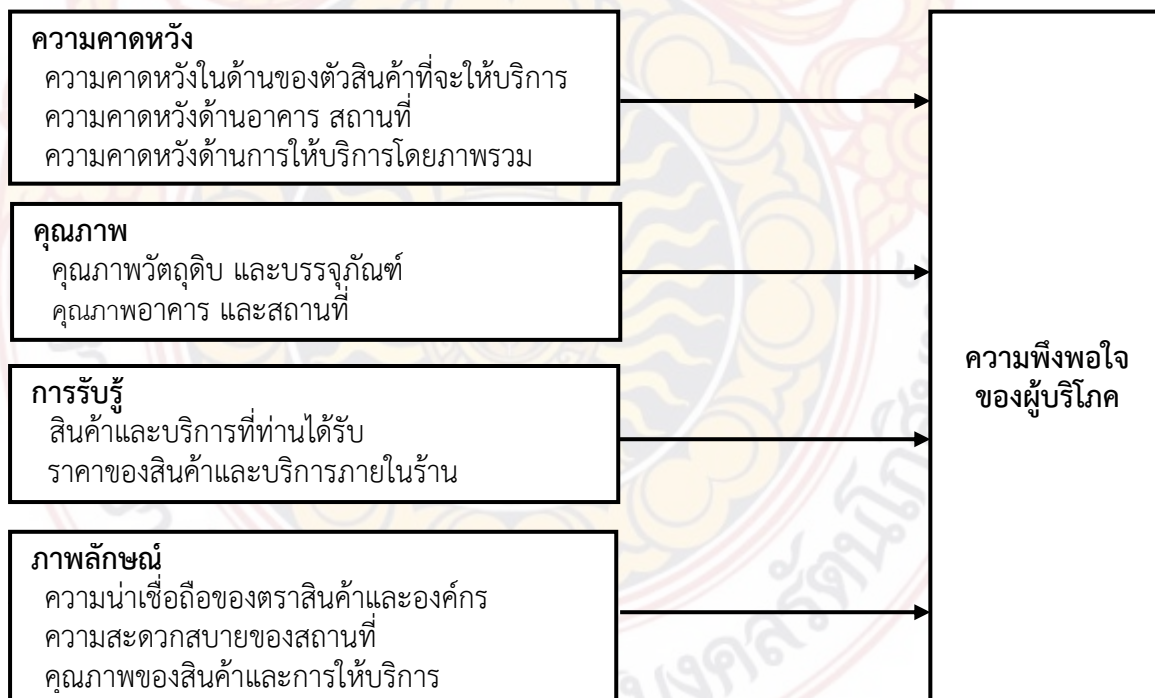 ความคาดหวัง
ความคาดหวังในด้านของตัวสินค้าที่จะให้บริการ
ความคาดหวังด้านอาคาร สถานที่
ความคาดหวังด้านการให้บริการโดยภาพรวม
คุณภาพ
คุณภาพวัตถุดิบ และบรรจุภัณฑ์
คุณภาพอาคาร และสถานที่
การรับรู้
สินค้าและบริการที่ท่านได้รับ
ราคาของสินค้าและบริการภายในร้าน
ภาพลักษณ์
ความน่าเชื่อถือของตราสินค้าและองค์กร
ความสะดวกสบายของสถานที่
คุณภาพของสินค้าและการให้บริการ
ความพึงพอใจ
ของผู้บริโภค